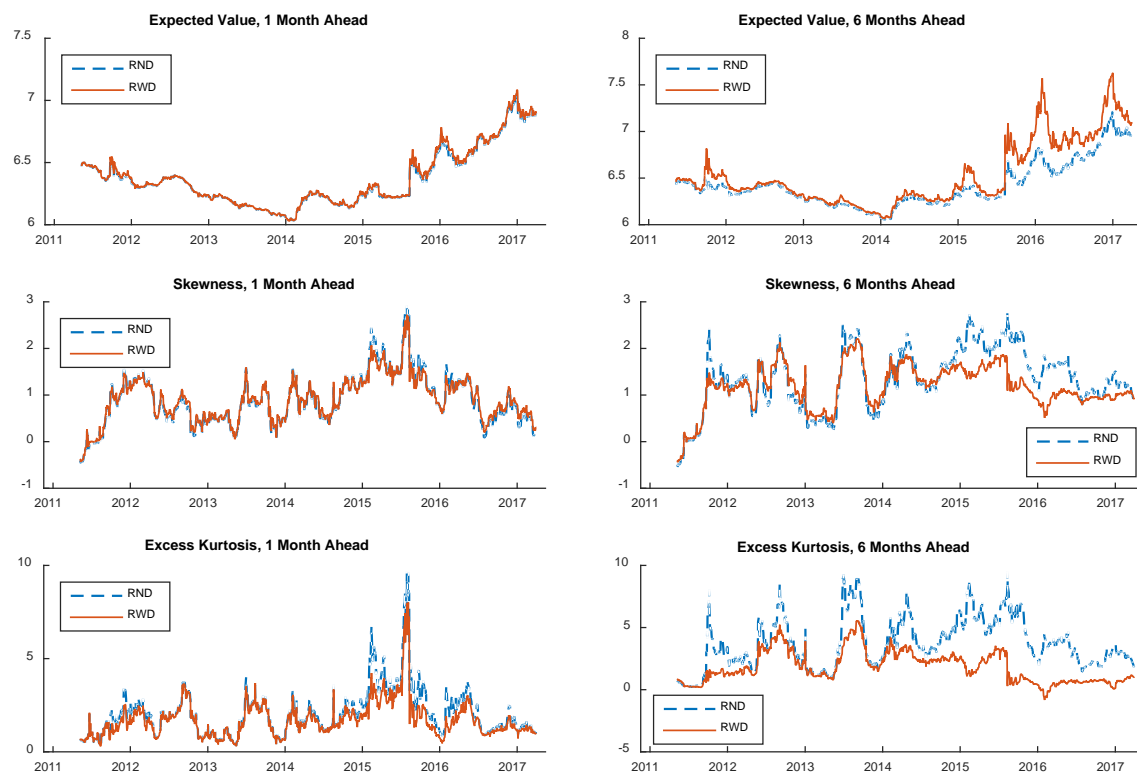 Expected Value, 1 Month Ahead
7.5
7
6.5
6
RND
RWD
2011 2012 2013 2014 2015 2016 2017
Expected Value, 6 Months Ahead
8
7.5
7
6.5
6
RND
RWD
2011 2012 2013 2014 2015 2016 2017
Skewness, 1 Month Ahead
3
2
1
0
-1
RND
RWD
2011 2012 2013 2014 2015 2016 2017
Skewness, 6 Months Ahead
3
2
1
0
-1
RND
RWD
2011 2012 2013 2014 2015 2016 2017
Excess Kurtosis, 1 Month Ahead
10
5
0
RND
RWD
2011 2012 2013 2014 2015 2016 2017
Excess Kurtosis, 6 Months Ahead
10
5
0
-5
RND
RWD
2011 2012 2013 2014 2015 2016 2017